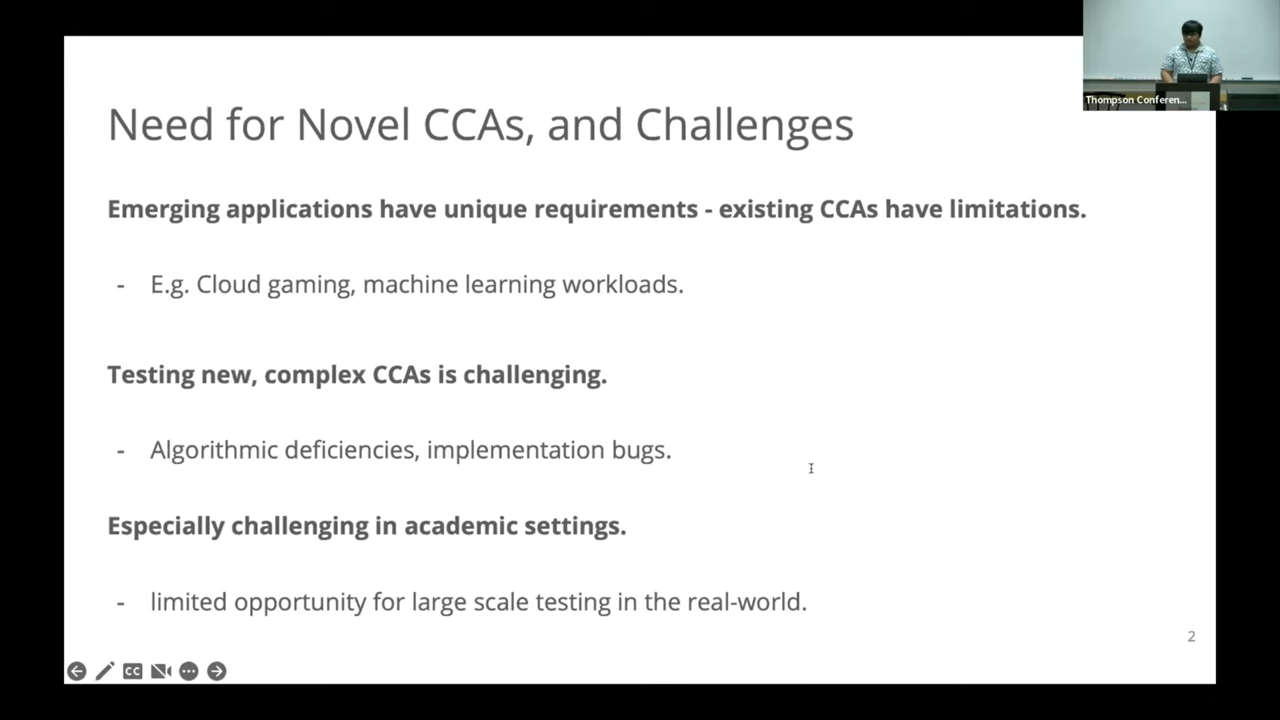 Thompson Conferen...
Need for Novel CCAs, and Challenges
Emerging applications have unique requirements - existing CCAs have limitations.
- E.g. Cloud gaming, machine learning workloads.
Testing new, complex CCAs is challenging.
- Algorithmic deficiencies, implementation bugs.
Especially challenging in academic settings.
- limited opportunity for large scale testing in the real-world.
2
CC